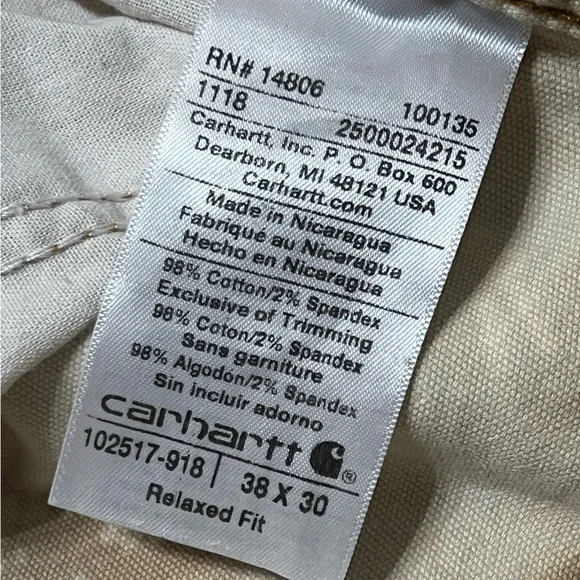 RN# 14806 100135
1118 2500024215
Carhartt, Inc. P. O. Box 600
Dearborn, MI 48121 USA
Carhartt.com
Made in Nicaragua
Fabriqué au Nicaragua
Hecho en Nicaragua
98% Cotton/2% Spandex
Exclusive of Trimming
98% Coton/2% Spandex
Sans garniture
98% Algodón/2% Spandex
Sin incluir adorno
carhartt ®
102517-918 | 38 X 30
Relaxed Fit